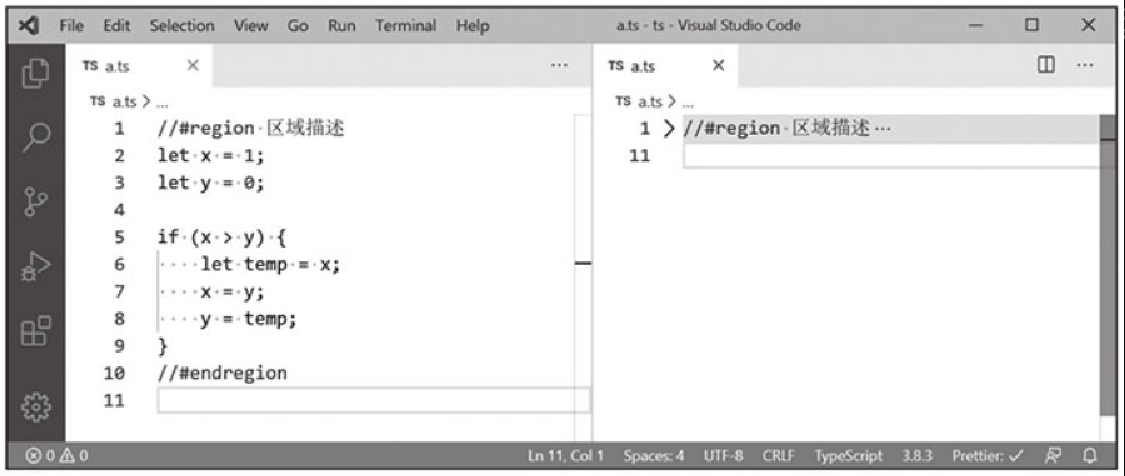 File Edit Selection View Go Run Terminal Help a.ts - ts - Visual Studio Code
TS a.ts
TS a.ts > ...
1 //#region 区域描述
2 let x = 1;
3 let y = 0;
4
5 if (x > y) {
6     let temp = x;
7     x = y;
8     y = temp;
9 }
10 //#endregion
11
TS a.ts
TS a.ts > ...
1 //#region 区域描述…
11
0 0 Ln 11, Col 1 Spaces: 4 UTF-8 CRLF TypeScript 3.8.3 Prettier: ✓